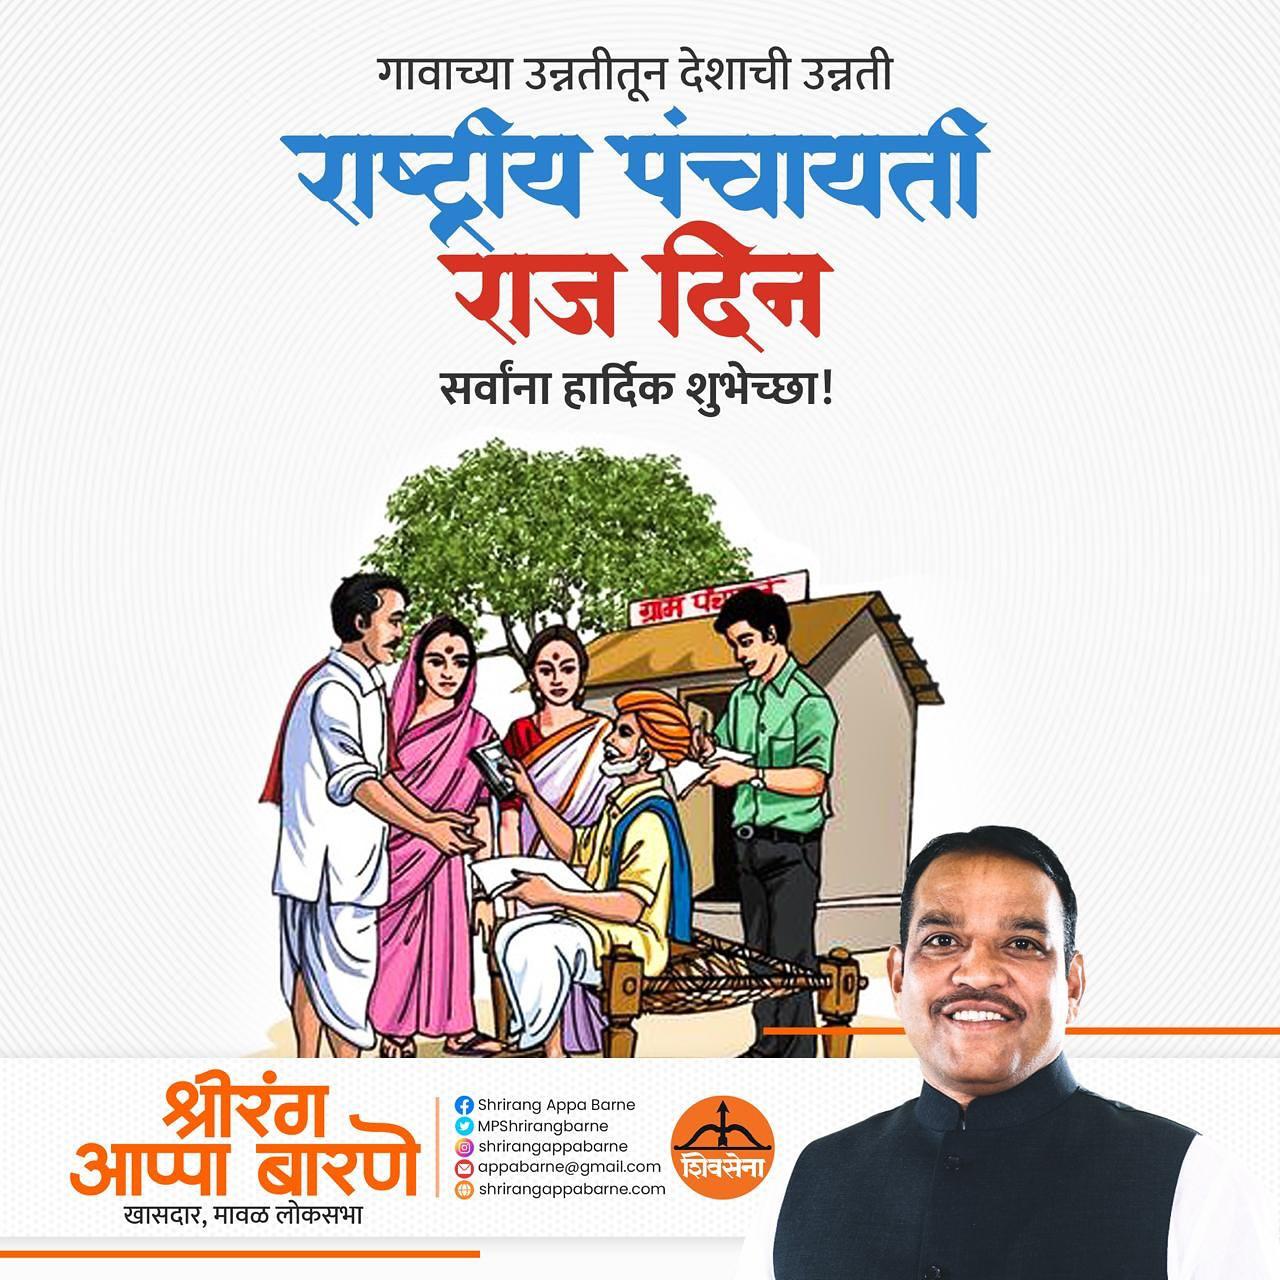 गावाच्या उन्नतीतून देशाची उन्नती
राष्ट्रीय पंचायती
राज दिन
सर्वांना हार्दिक शुभेच्छा!
ग्राम
श्रीरंग
आप्पा बारणे
खासदार, मावळ लोकसभा
Shrirang Appa Barne
MPShrirangbarne
shrirangappabarne
appabarne@gmail.com
shrirangappabarne.com
शिवसेना